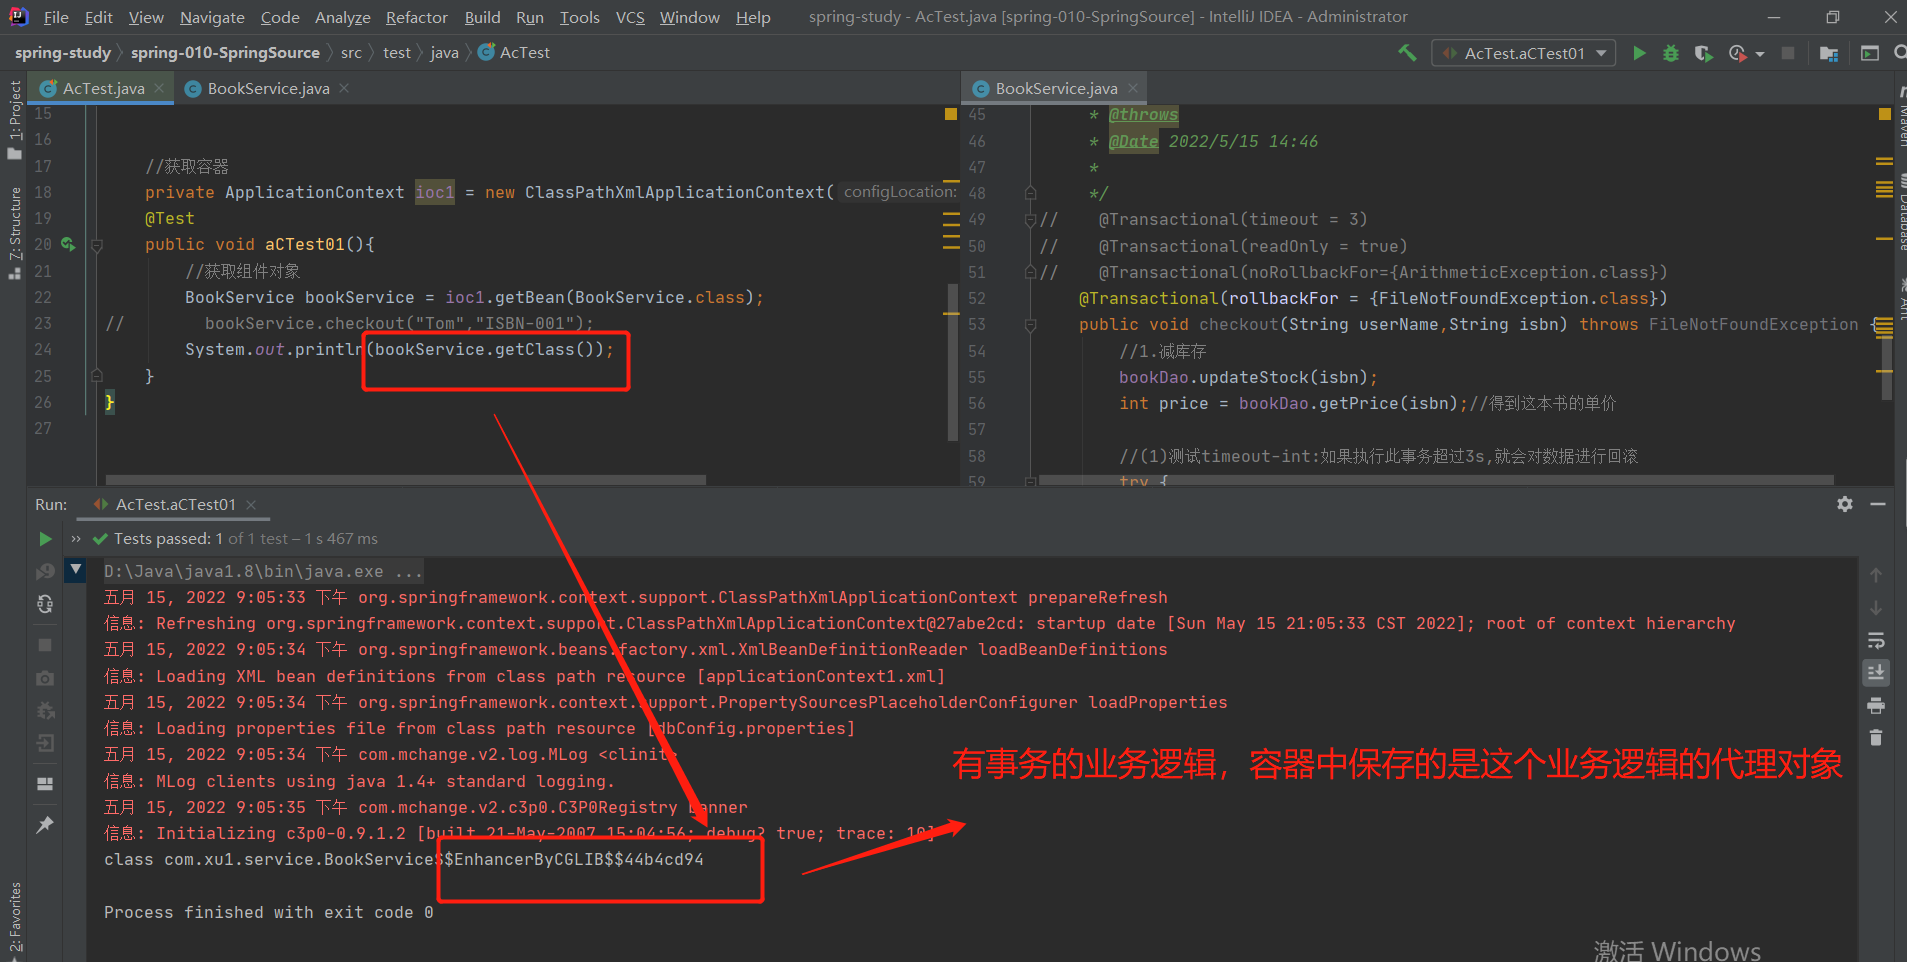 File Edit View Navigate Code Analyze Refactor Build Run Tools VCS Window Help spring-study - AcTest.java [spring-010-SpringSource] - IntelliJ IDEA - Administrator
spring-study spring-010-SpringSource src test java AcTest AcTest.aCTest01
1: Project
7: Structure
2: Favorites
AcTest.java BookService.java
15
16
17 //获取容器
18 private ApplicationContext ioc1 = new ClassPathXmlApplicationContext( configLocation:
19 @Test
20 public void aCTest01(){
21 //获取组件对象
22 BookService bookService = ioc1.getBean(BookService.class);
23 // bookService.checkout("Tom","ISBN-001");
24 System.out.println(bookService.getClass());
25 }
26 }
27
BookService.java
45 * @throws
46 * @Date 2022/5/15 14:46
47 *
48 */
49 // @Transactional(timeout = 3)
50 // @Transactional(readOnly = true)
51 // @Transactional(noRollbackFor={ArithmeticException.class})
52 @Transactional(rollbackFor = {FileNotFoundException.class})
53 public void checkout(String userName,String isbn) throws FileNotFoundException {
54 //1.减库存
55 bookDao.updateStock(isbn);
56 int price = bookDao.getPrice(isbn);//得到这本书的单价
57
58 //(1)测试timeout-int:如果执行此事务超过3s,就会对数据进行回滚
59 try {
Maven
Database
Ant
Run: AcTest.aCTest01
Tests passed: 1 of 1 test – 1 s 467 ms
D:\Java\java1.8\bin\java.exe ...
五月 15, 2022 9:05:33 下午 org.springframework.context.support.ClassPathXmlApplicationContext prepareRefresh
信息: Refreshing org.springframework.context.support.ClassPathXmlApplicationContext@27abe2cd: startup date [Sun May 15 21:05:33 CST 2022]; root of context hierarchy
五月 15, 2022 9:05:34 下午 org.springframework.beans.factory.xml.XmlBeanDefinitionReader loadBeanDefinitions
信息: Loading XML bean definitions from class path resource [applicationContext1.xml]
五月 15, 2022 9:05:34 下午 org.springframework.context.support.PropertySourcesPlaceholderConfigurer loadProperties
信息: Loading properties file from class path resource [dbConfig.properties]
五月 15, 2022 9:05:34 下午 com.mchange.v2.log.MLog <clinit>
信息: MLog clients using java 1.4+ standard logging.
有事务的业务逻辑，容器中保存的是这个业务逻辑的代理对象
五月 15, 2022 9:05:35 下午 com.mchange.v2.c3p0.C3P0Registry banner
信息: Initializing c3p0-0.9.1.2 [built 21-May-2007 15:04:56; debug? true; trace: 10]
class com.xu1.service.BookService$$EnhancerByCGLIB$$44b4cd94
Process finished with exit code 0
激活 Windows